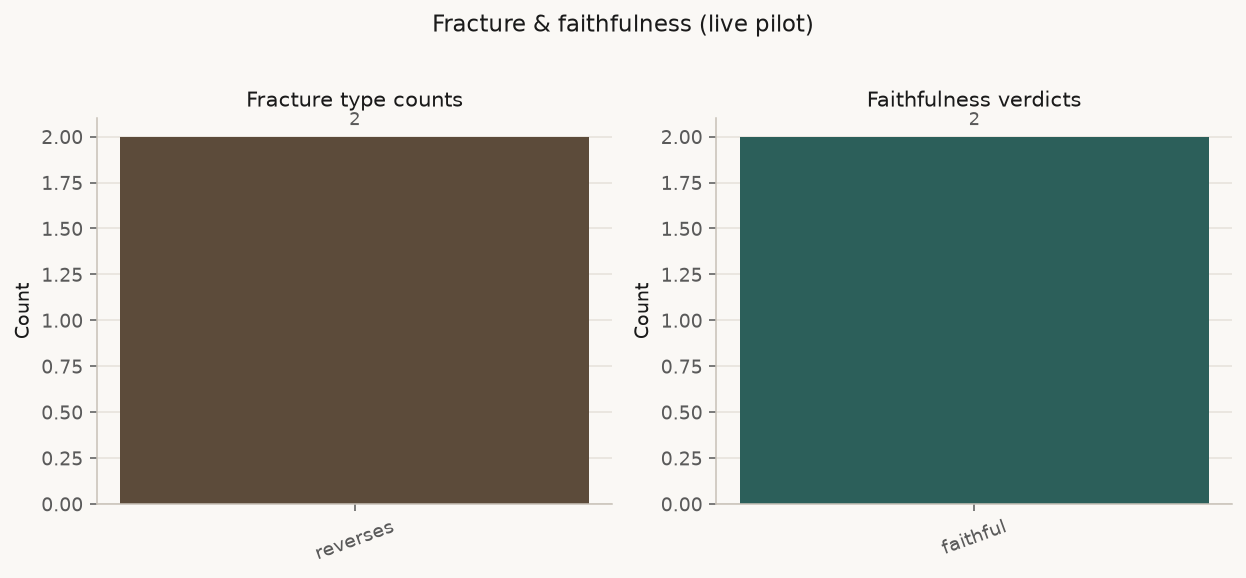 Fracture & faithfulness (live pilot)
Fracture type counts
2
2.00
1.75
1.50
1.25
1.00
0.75
0.50
0.25
0.00
Count
reverses
Faithfulness verdicts
2
2.00
1.75
1.50
1.25
1.00
0.75
0.50
0.25
0.00
Count
faithful